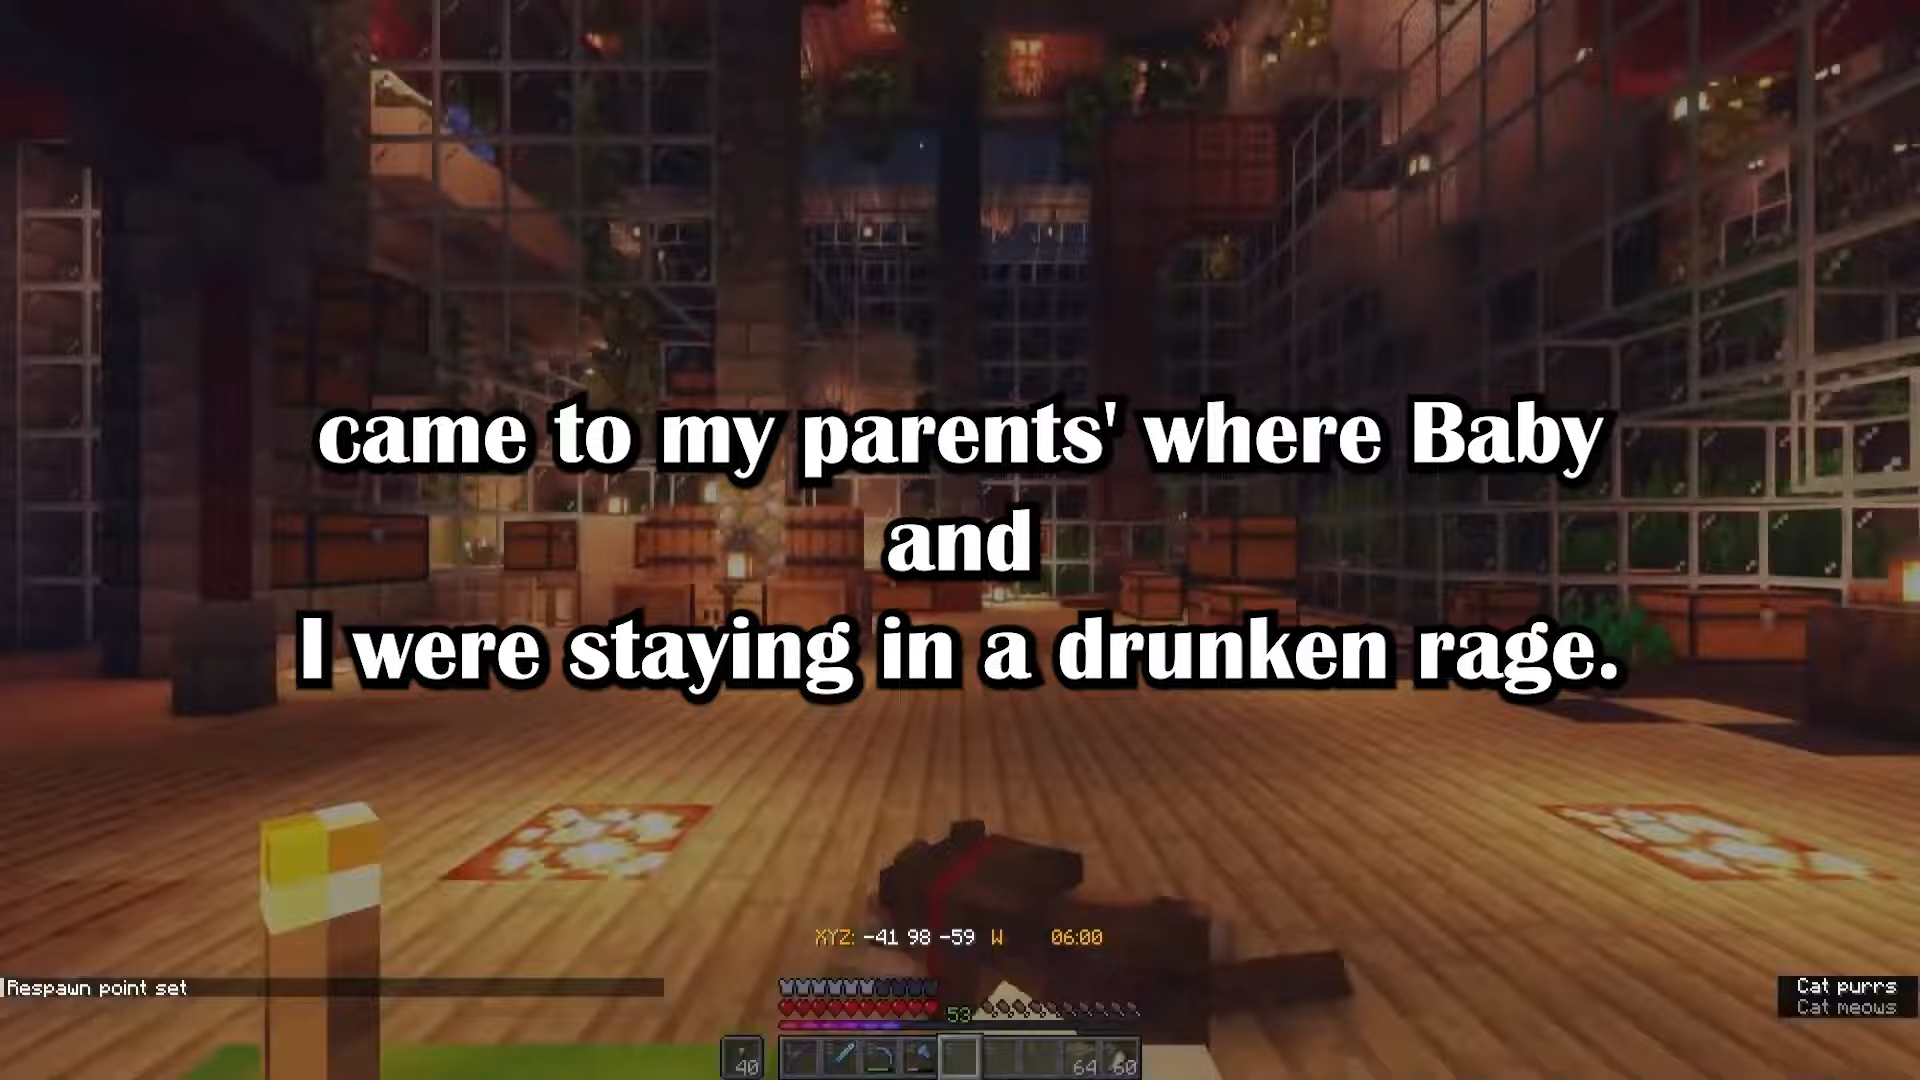 came to my parents' where Baby
and
I were staying in a drunken rage.
XYZ: -41 98 -59 W 06:00
Respawn point set
Cat purrs
Cat meows
53
40
64 60